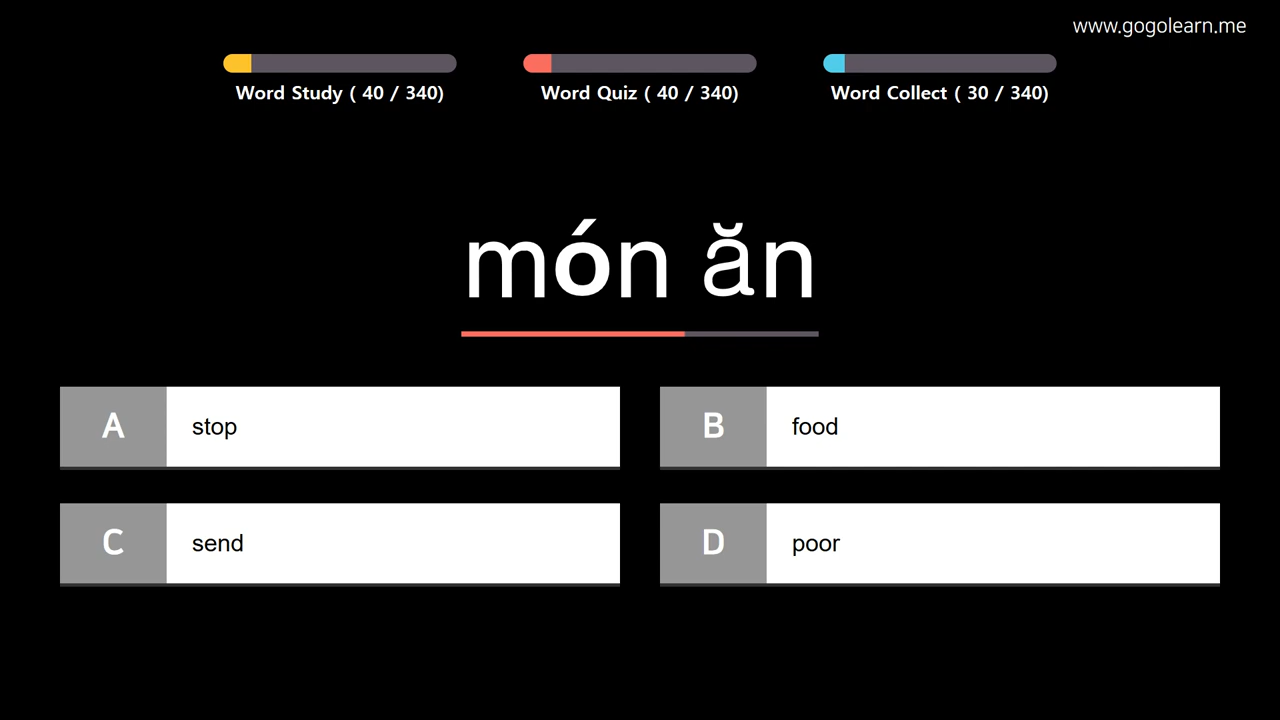 www.gogolearn.me
Word Study ( 40 / 340)
Word Quiz ( 40 / 340)
Word Collect ( 30 / 340)
món ăn
A stop
B food
C send
D poor